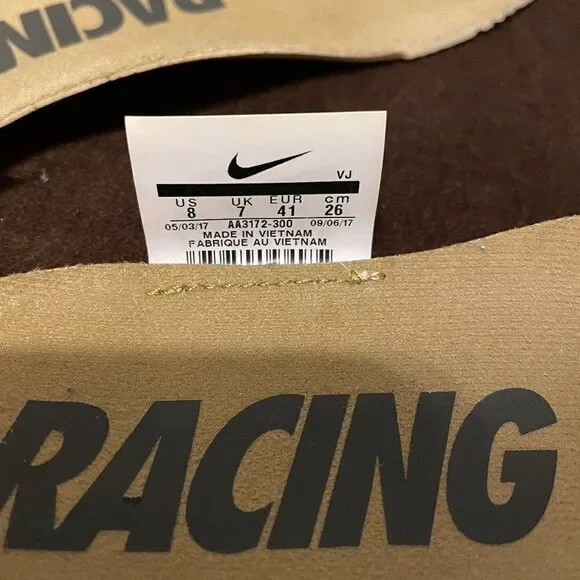 RACING
VJ
US UK EUR cm
8 7 41 26
05/03/17 AA3172-300 09/06/17
MADE IN VIETNAM
FABRIQUE AU VIETNAM
RACING